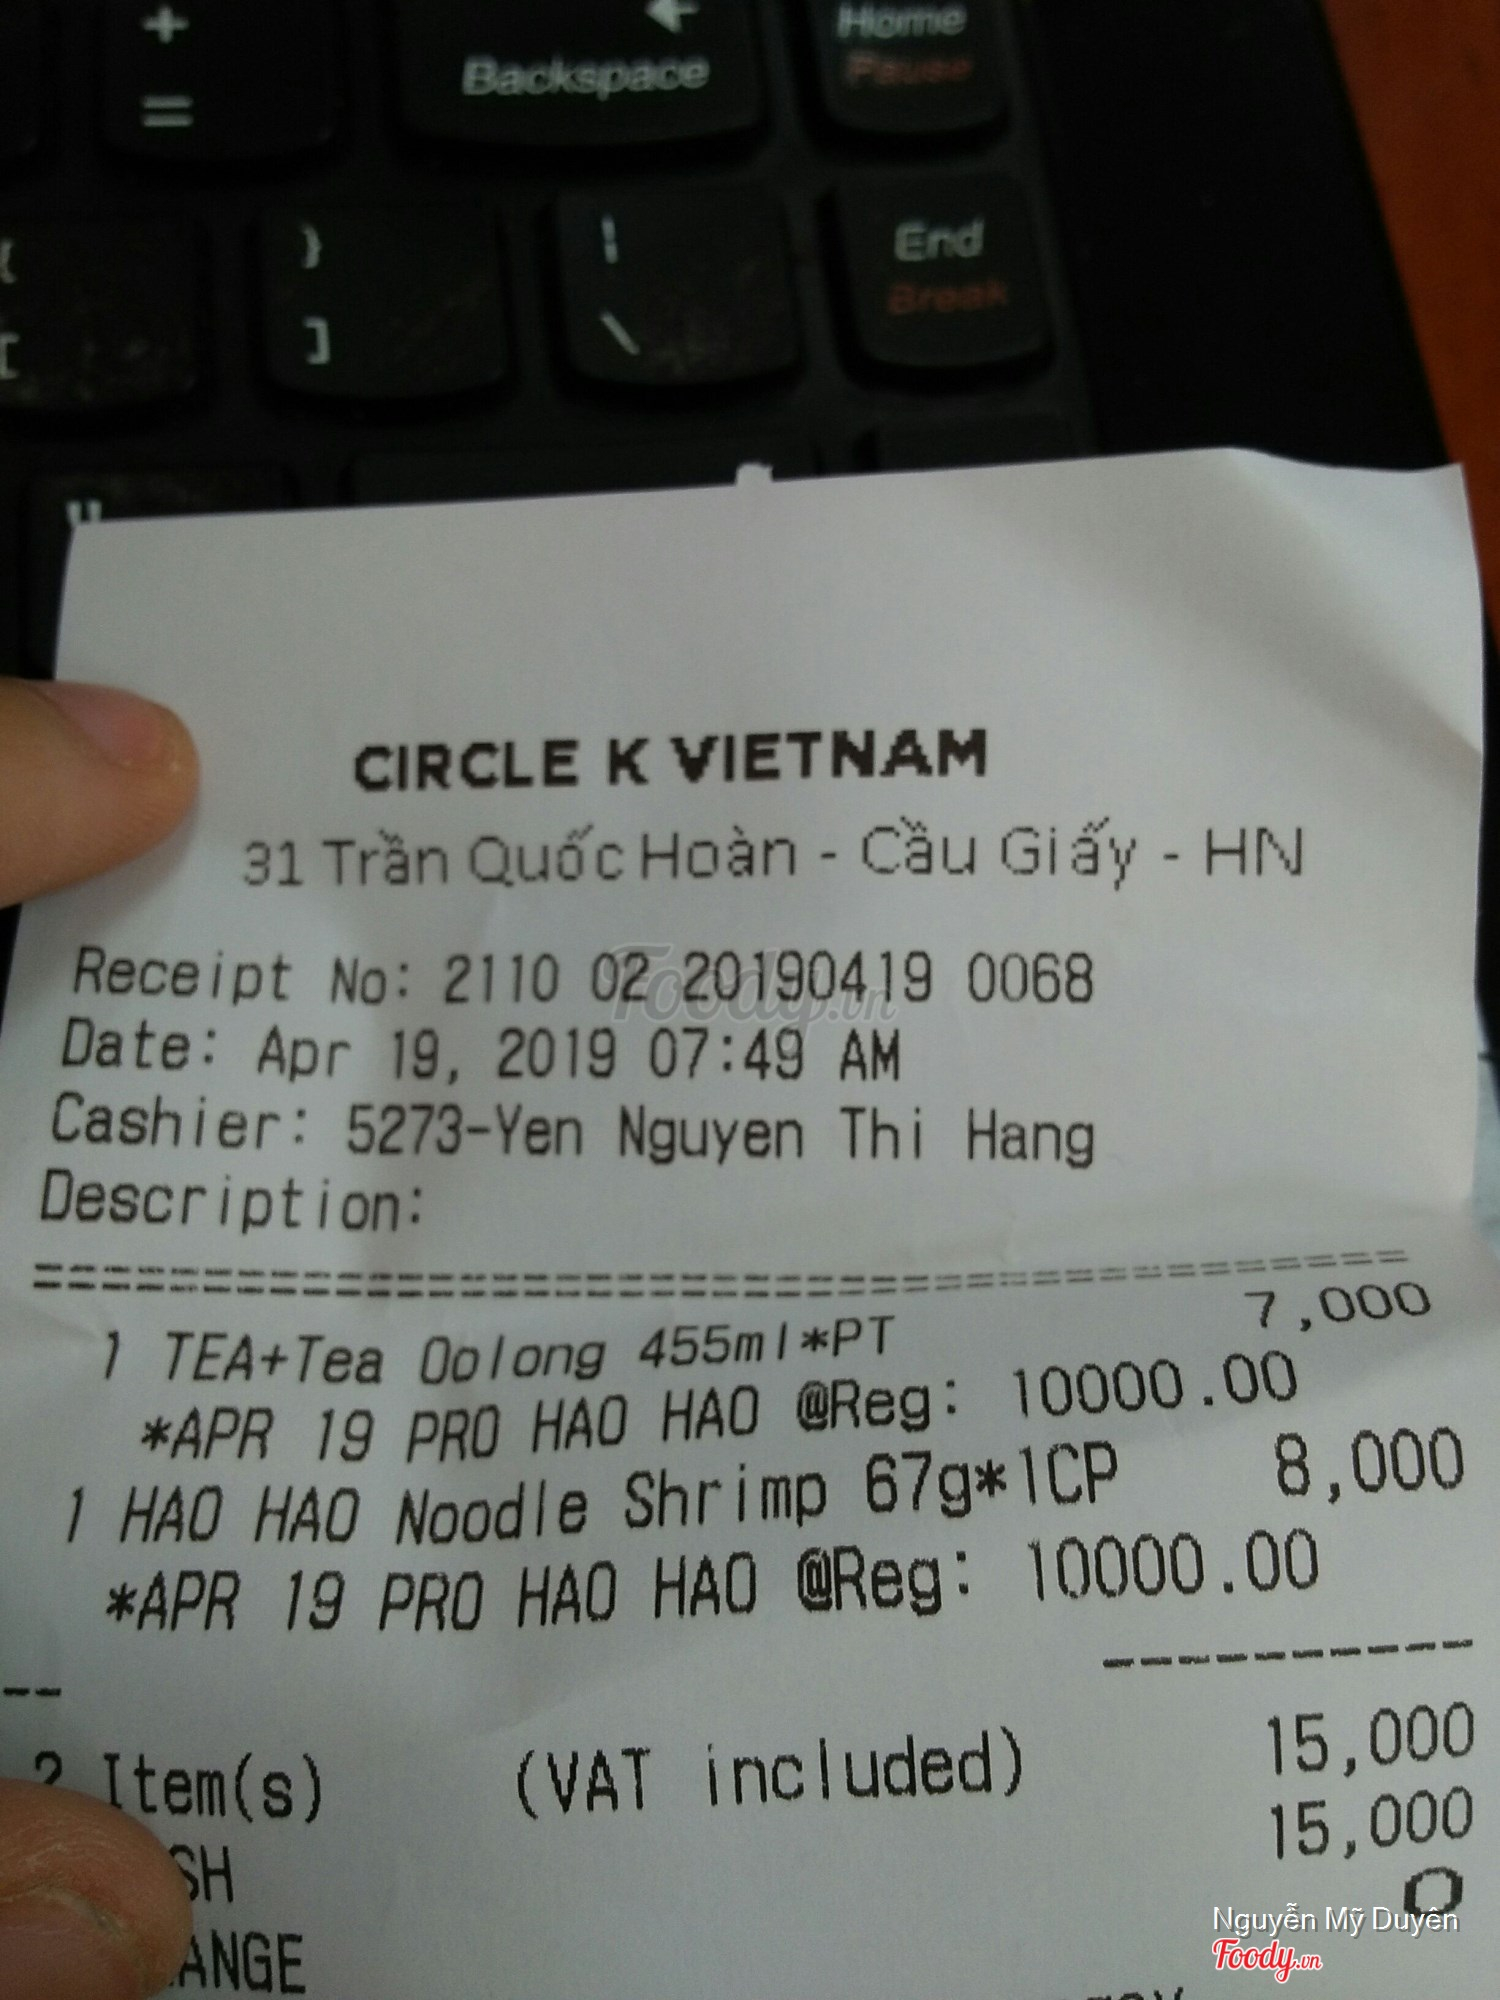 +
=
Backspace
Home
Pause
{
[
}
]
!
\
End
Break
"
CIRCLE K VIETNAM
31 Trần Quốc Hoàn - Cầu Giấy - HN
Receipt No: 2110 02 20190419 0068
Foody.vn
Date: Apr 19, 2019 07:49 AM
Cashier: 5273-Yen Nguyen Thi Hang
Description:
1 TEA+Tea Oolong 455ml*PT 7,000
*APR 19 PRO HAO HAO @Reg: 10000.00
1 HAO HAO Noodle Shrimp 67g*1CP 8,000
*APR 19 PRO HAO HAO @Reg: 10000.00
2 Item(s) (VAT included) 15,000
SH 15,000
ANGE 0
Nguyễn Mỹ Duyên
Foody.vn